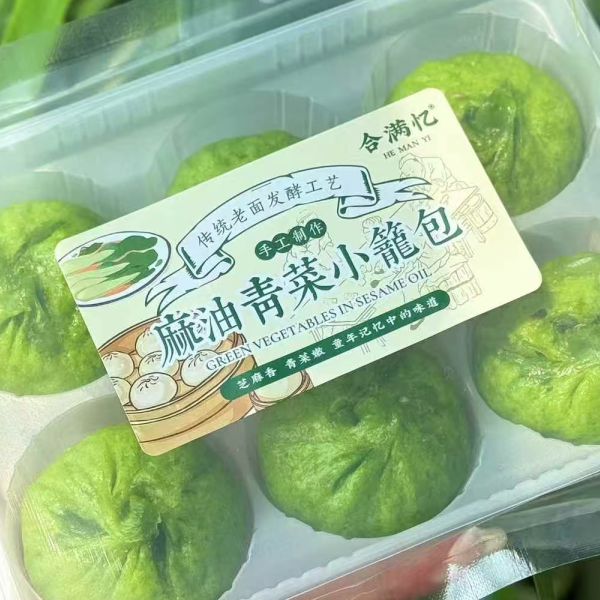 合满忆®
HE MAN YI
传统老面发酵工艺
手工制作
麻油青菜小籠包
GREEN VEGETABLES IN SESAME OIL
芝麻香 青菜嫩 童年记忆中的味道